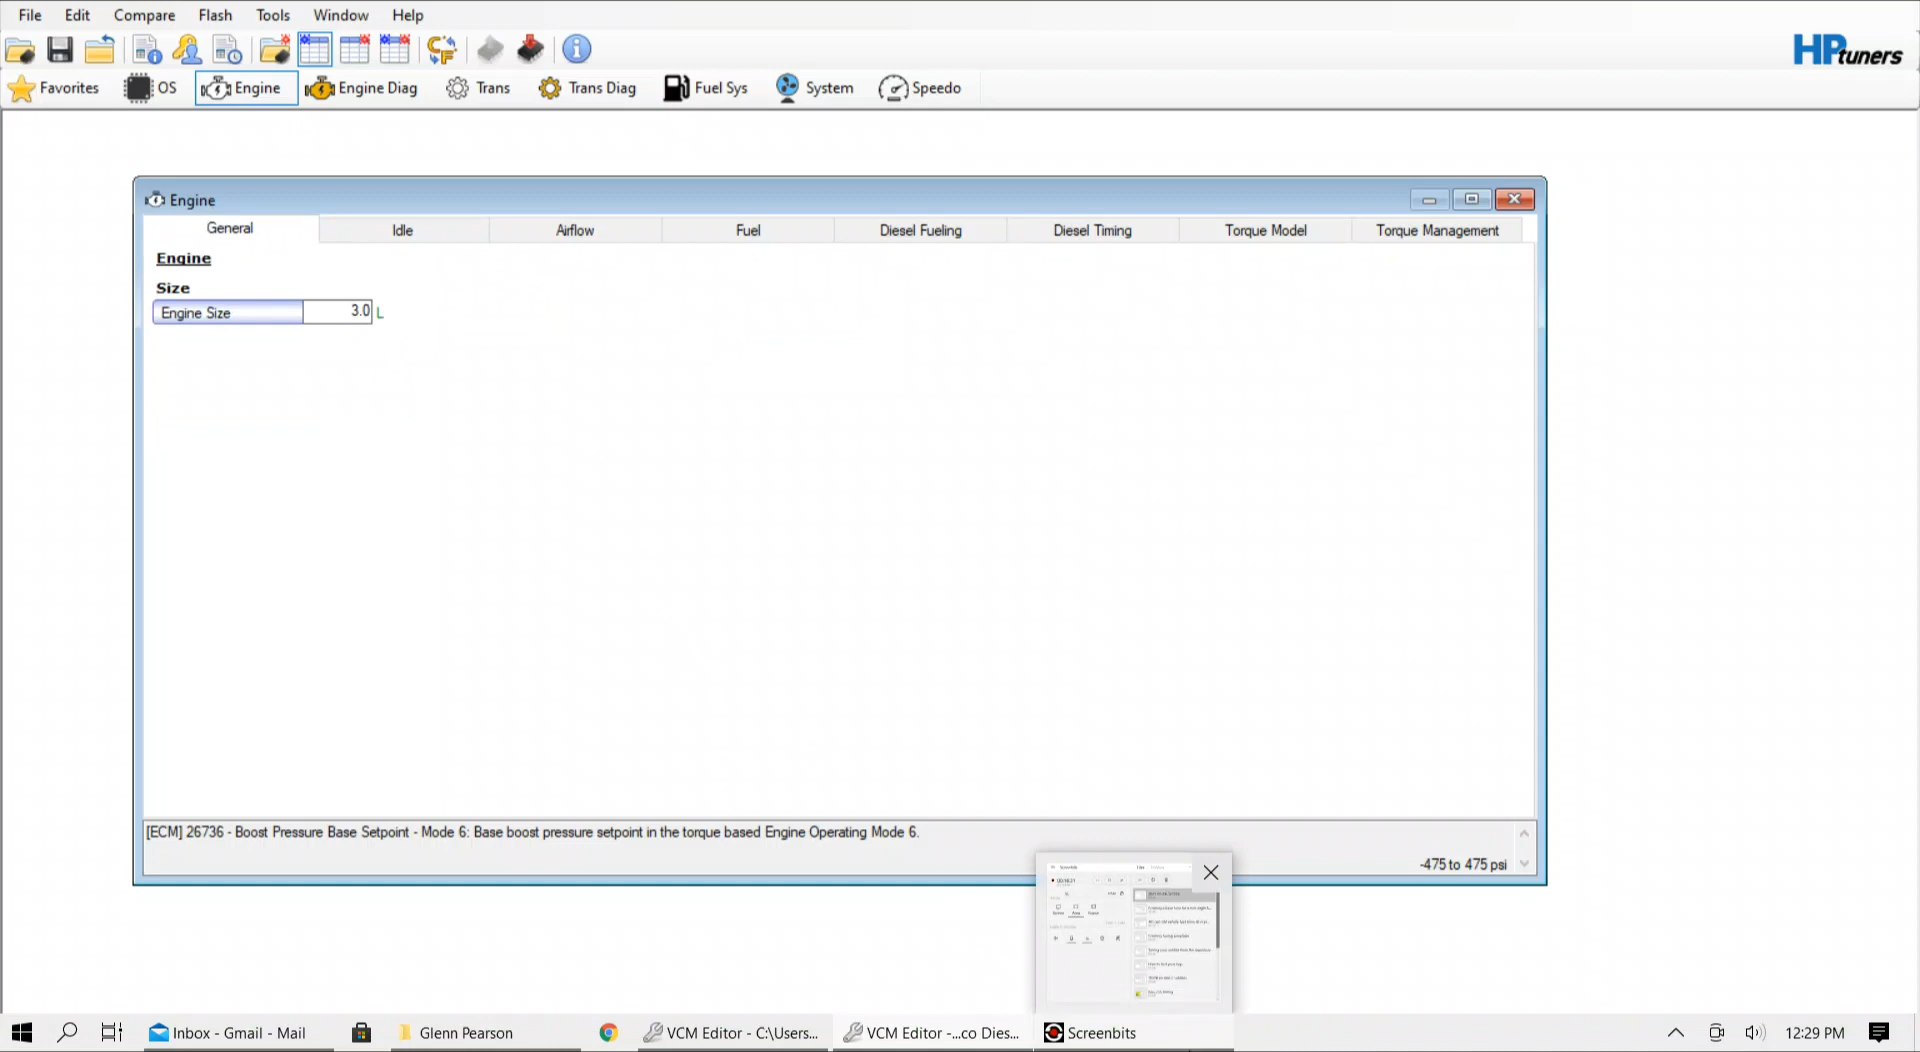 File Edit Compare Flash Tools Window Help
HPtuners
Favorites OS Engine Engine Diag Trans Trans Diag Fuel Sys System Speedo
Engine
General Idle Airflow Fuel Diesel Fueling Diesel Timing Torque Model Torque Management
Engine
Size
Engine Size 3.0 L
[ECM] 26736 - Boost Pressure Base Setpoint - Mode 6: Base boost pressure setpoint in the torque based Engine Operating Mode 6.
-475 to 475 psi
Inbox - Gmail - Mail Glenn Pearson VCM Editor - C:\Users... VCM Editor -...co Dies... Screenbits 12:29 PM